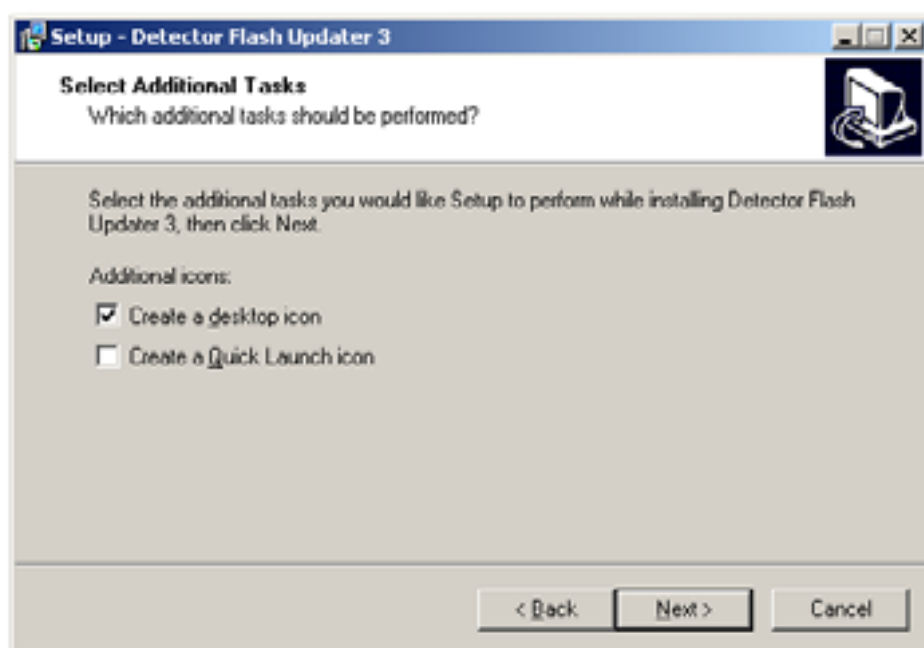 Setup - Detector Flash Updater 3
Select Additional Tasks
Which additional tasks should be performed?
Select the additional tasks you would like Setup to perform while installing Detector Flash
Updater 3, then click Next.
Additional icons:
Create a desktop icon
Create a Quick Launch icon
< Back
Next >
Cancel